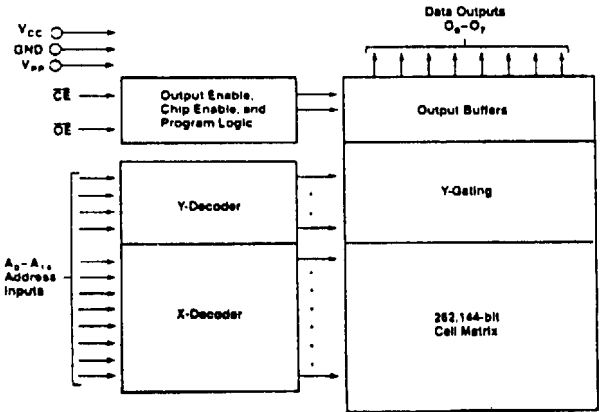 Data Outputs
O₀–O₇
VCC
GND
VPP
CE
OE
Output Enable,
Chip Enable, and
Program Logic
Output Buffers
Y-Decoder
Y-Gating
A₀–A₁₄
Address
Inputs
X-Decoder
262,144-bit
Cell Matrix